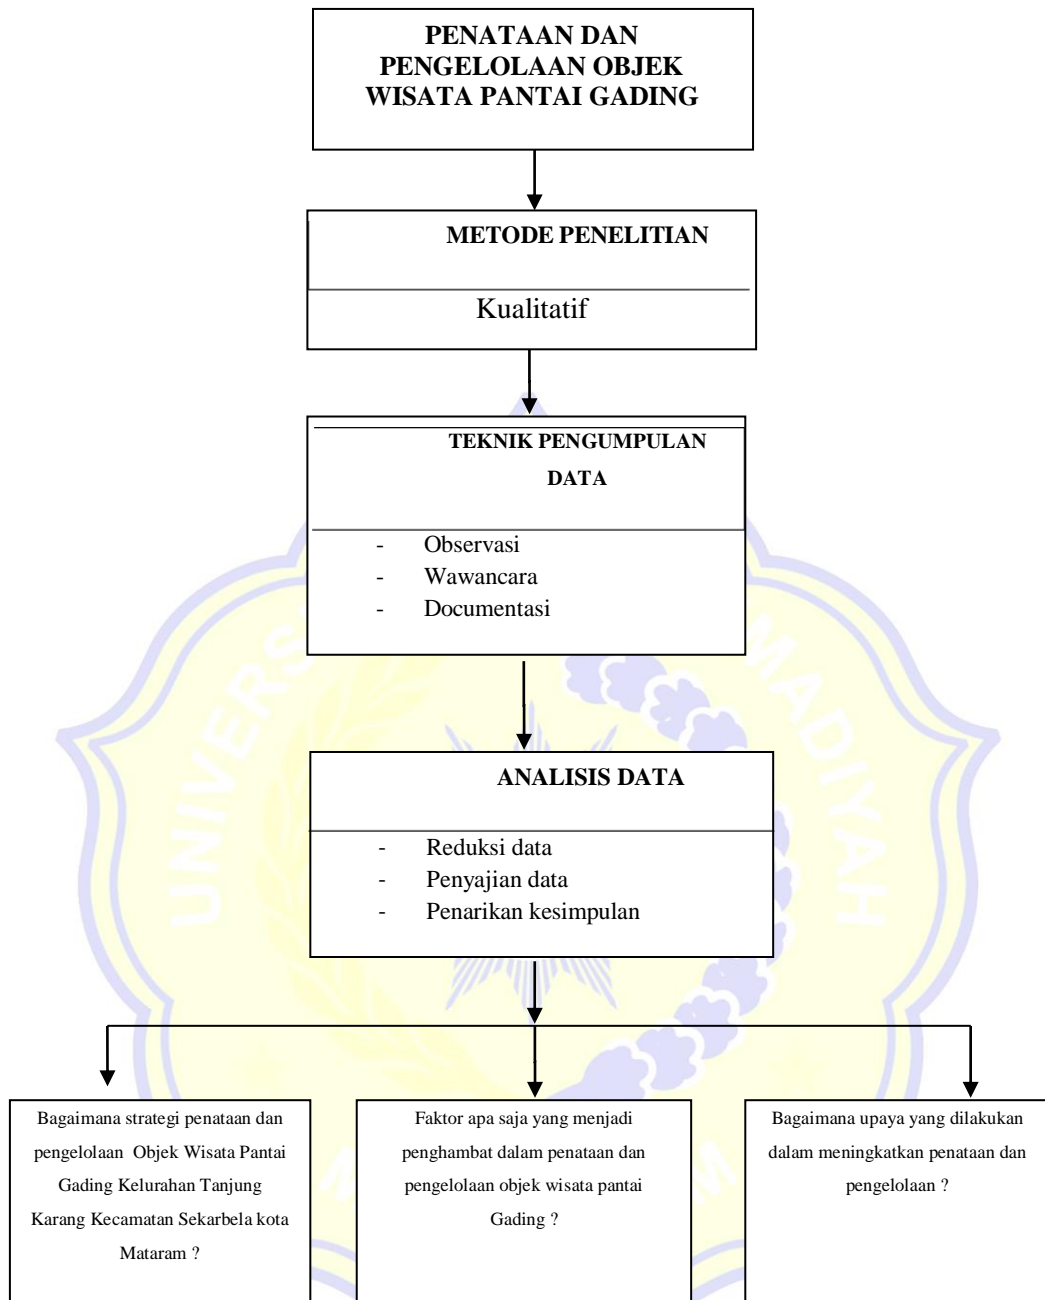 PENATAAN DAN
PENGELOLAAN OBJEK
WISATA PANTAI GADING
METODE PENELITIAN
Kualitatif
TEKNIK PENGUMPULAN
DATA
- Observasi
- Wawancara
- Documentasi
ANALISIS DATA
- Reduksi data
- Penyajian data
- Penarikan kesimpulan
Bagaimana strategi penataan dan
pengelolaan Objek Wisata Pantai
Gading Kelurahan Tanjung
Karang Kecamatan Sekarbela kota
Mataram ?
Faktor apa saja yang menjadi
penghambat dalam penataan dan
pengelolaan objek wisata pantai
Gading ?
Bagaimana upaya yang dilakukan
dalam meningkatkan penataan dan
pengelolaan ?